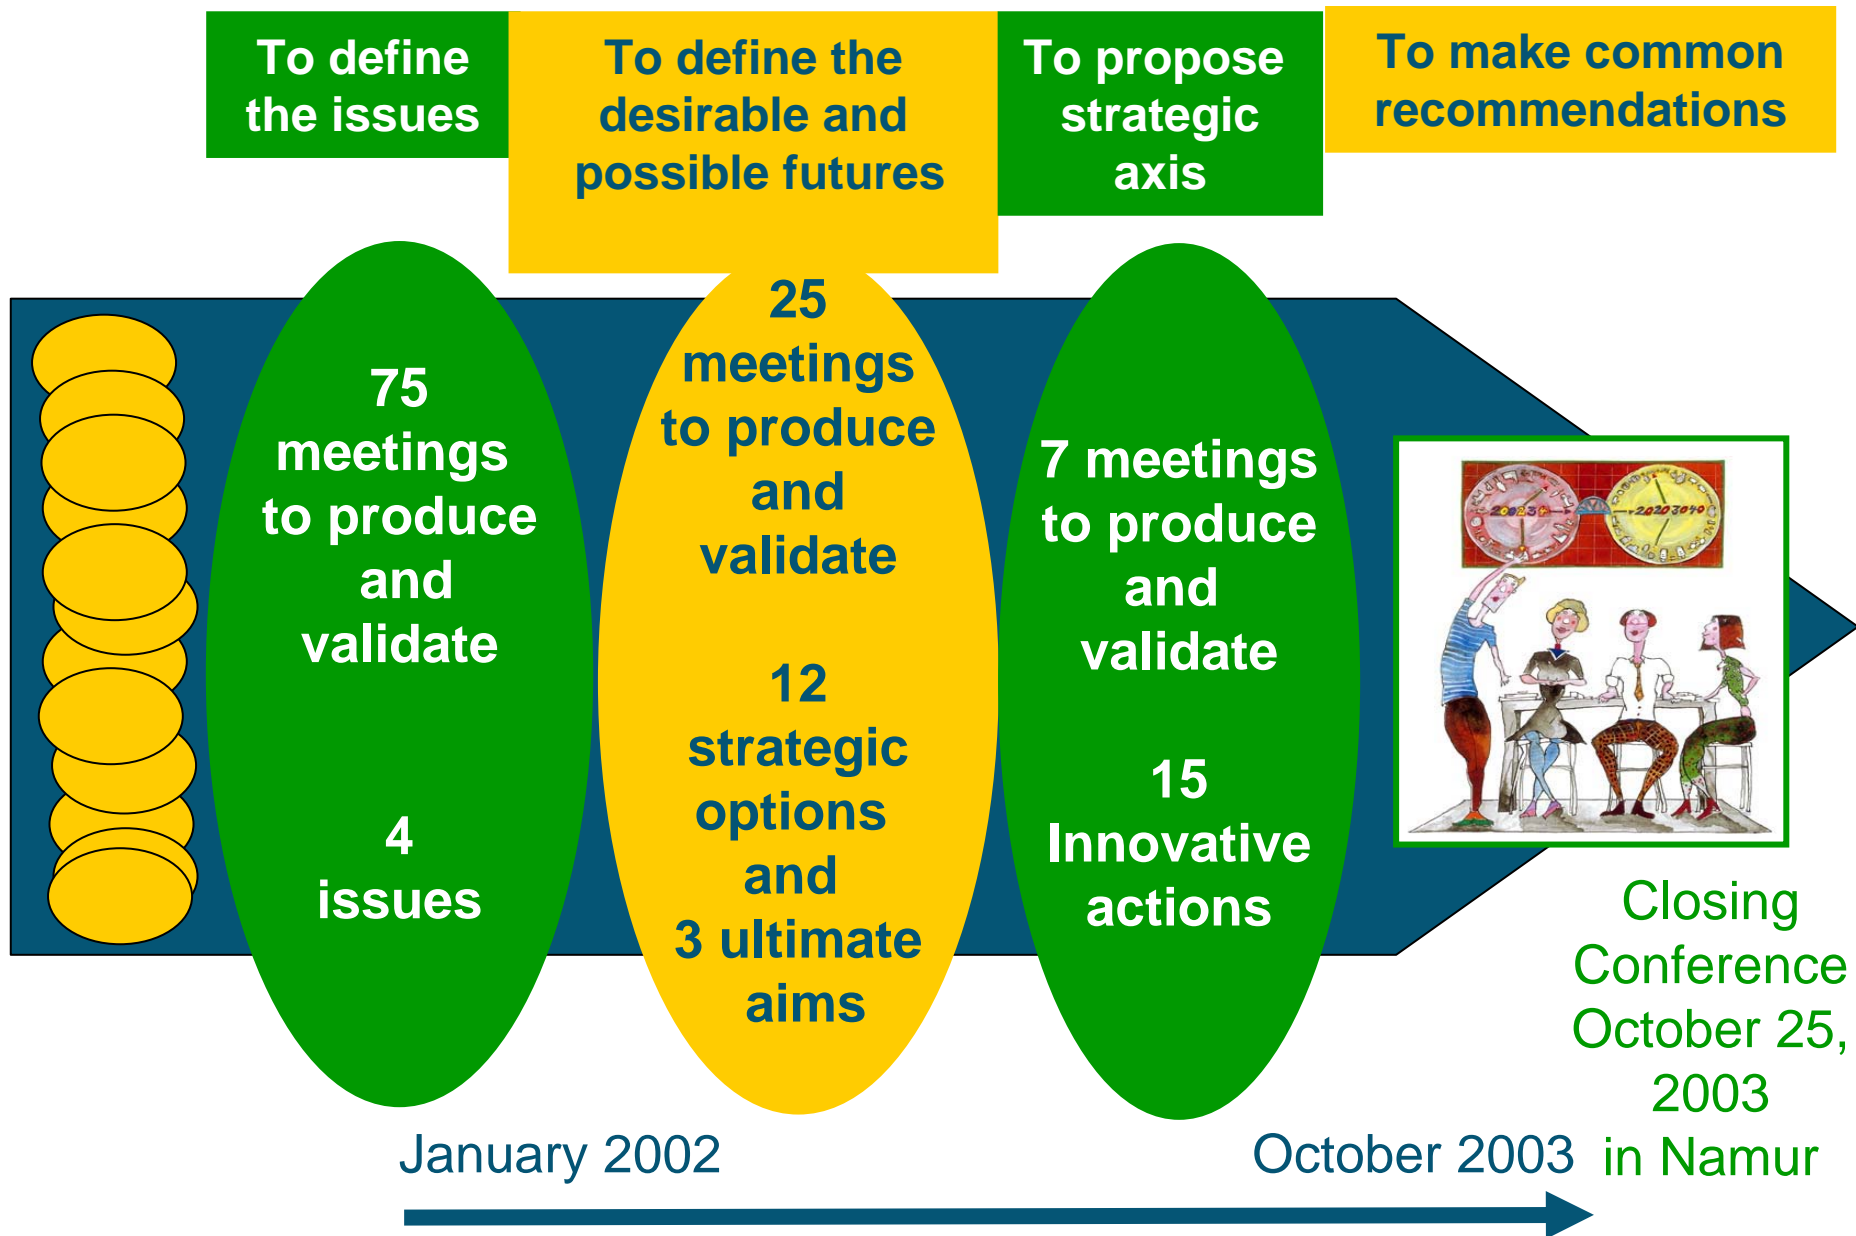 To define
the issues
To define the
desirable and
possible futures
To propose
strategic
axis
To make common
recommendations
75
meetings
to produce
and
validate
4
issues
25
meetings
to produce
and
validate
12
strategic
options
and
3 ultimate
aims
7 meetings
to produce
and
validate
15
Innovative
actions
20203040
Closing
Conference
October 25,
2003
in Namur
January 2002
October 2003